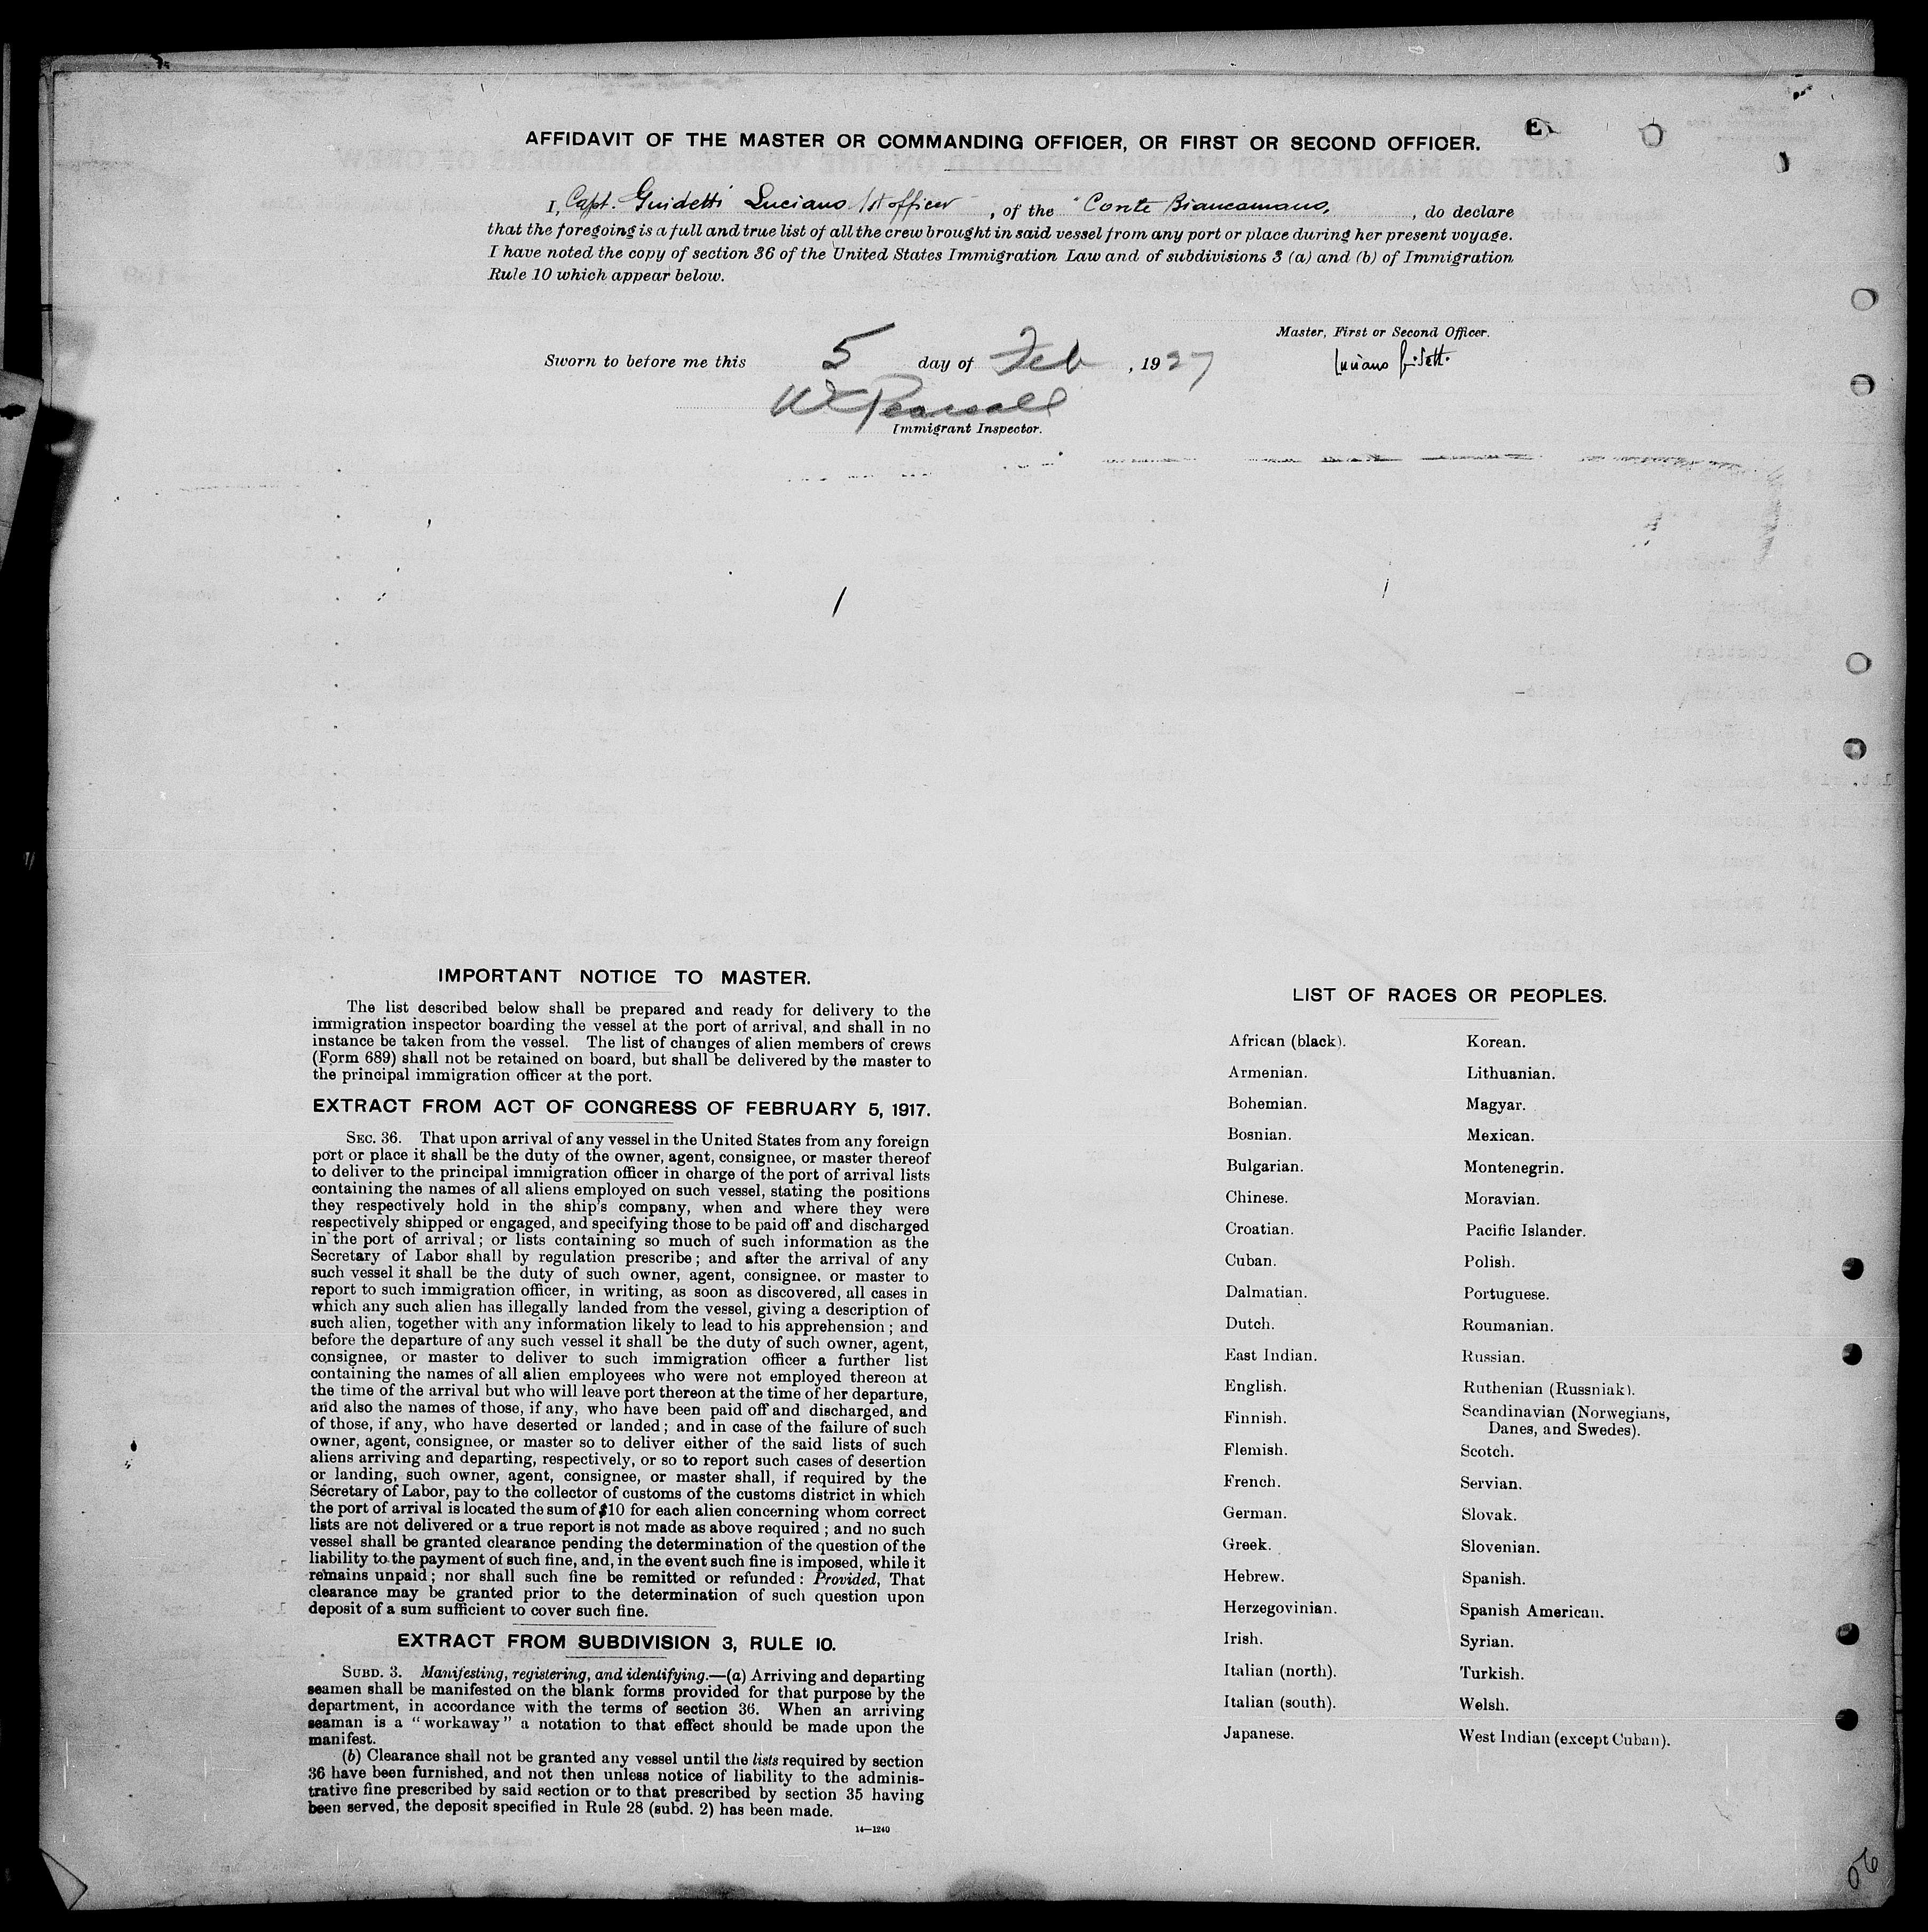 AFFIDAVIT OF THE MASTER OR COMMANDING OFFICER, OR FIRST OR SECOND OFFICER.
E
I, Capt. Guidetti Luciano 1st officer, of the "Conte Biancamano, do declare
that the foregoing is a full and true list of all the crew brought in said vessel from any port or place during her present voyage.
I have noted the copy of section 36 of the United States Immigration Law and of subdivisions 3 (a) and (b) of Immigration
Rule 10 which appear below.
Master, First or Second Officer.
Sworn to before me this 5 day of Feb, 1927
Luciano Guidetti
W Pearsall
Immigrant Inspector.
IMPORTANT NOTICE TO MASTER.
The list described below shall be prepared and ready for delivery to the
immigration inspector boarding the vessel at the port of arrival, and shall in no
instance be taken from the vessel. The list of changes of alien members of crews
(Form 689) shall not be retained on board, but shall be delivered by the master to
the principal immigration officer at the port.
EXTRACT FROM ACT OF CONGRESS OF FEBRUARY 5, 1917.
SEC. 36. That upon arrival of any vessel in the United States from any foreign
port or place it shall be the duty of the owner, agent, consignee, or master thereof
to deliver to the principal immigration officer in charge of the port of arrival lists
containing the names of all aliens employed on such vessel, stating the positions
they respectively hold in the ship's company, when and where they were
respectively shipped or engaged, and specifying those to be paid off and discharged
in the port of arrival; or lists containing so much of such information as the
Secretary of Labor shall by regulation prescribe; and after the arrival of any
such vessel it shall be the duty of such owner, agent, consignee, or master to
report to such immigration officer, in writing, as soon as discovered, all cases in
which any such alien has illegally landed from the vessel, giving a description of
such alien, together with any information likely to lead to his apprehension; and
before the departure of any such vessel it shall be the duty of such owner, agent,
consignee, or master to deliver to such immigration officer a further list
containing the names of all alien employees who were not employed thereon at
the time of the arrival but who will leave port thereon at the time of her departure,
and also the names of those, if any, who have been paid off and discharged, and
of those, if any, who have deserted or landed; and in case of the failure of such
owner, agent, consignee, or master so to deliver either of the said lists of such
aliens arriving and departing, respectively, or so to report such cases of desertion
or landing, such owner, agent, consignee, or master shall, if required by the
Secretary of Labor, pay to the collector of customs of the customs district in which
the port of arrival is located the sum of $10 for each alien concerning whom correct
lists are not delivered or a true report is not made as above required; and no such
vessel shall be granted clearance pending the determination of the question of the
liability to the payment of such fine, and, in the event such fine is imposed, while it
remains unpaid; nor shall such fine be remitted or refunded: Provided, That
clearance may be granted prior to the determination of such question upon
deposit of a sum sufficient to cover such fine.
EXTRACT FROM SUBDIVISION 3, RULE 10.
SUBD. 3. Manifesting, registering, and identifying.—(a) Arriving and departing
seamen shall be manifested on the blank forms provided for that purpose by the
department, in accordance with the terms of section 36. When an arriving
seaman is a "workaway" a notation to that effect should be made upon the
manifest.
(b) Clearance shall not be granted any vessel until the lists required by section
36 have been furnished, and not then unless notice of liability to the adminis-
trative fine prescribed by said section or to that prescribed by section 35 having
been served, the deposit specified in Rule 28 (subd. 2) has been made.
14—1240
LIST OF RACES OR PEOPLES.
African (black).
Armenian.
Bohemian.
Bosnian.
Bulgarian.
Chinese.
Croatian.
Cuban.
Dalmatian.
Dutch.
East Indian.
English.
Finnish.
Flemish.
French.
German.
Greek.
Hebrew.
Herzegovinian.
Irish.
Italian (north).
Italian (south).
Japanese.
Korean.
Lithuanian.
Magyar.
Mexican.
Montenegrin.
Moravian.
Pacific Islander.
Polish.
Portuguese.
Roumanian.
Russian.
Ruthenian (Russniak).
Scandinavian (Norwegians,
Danes, and Swedes).
Scotch.
Servian.
Slovak.
Slovenian.
Spanish.
Spanish American.
Syrian.
Turkish.
Welsh.
West Indian (except Cuban).